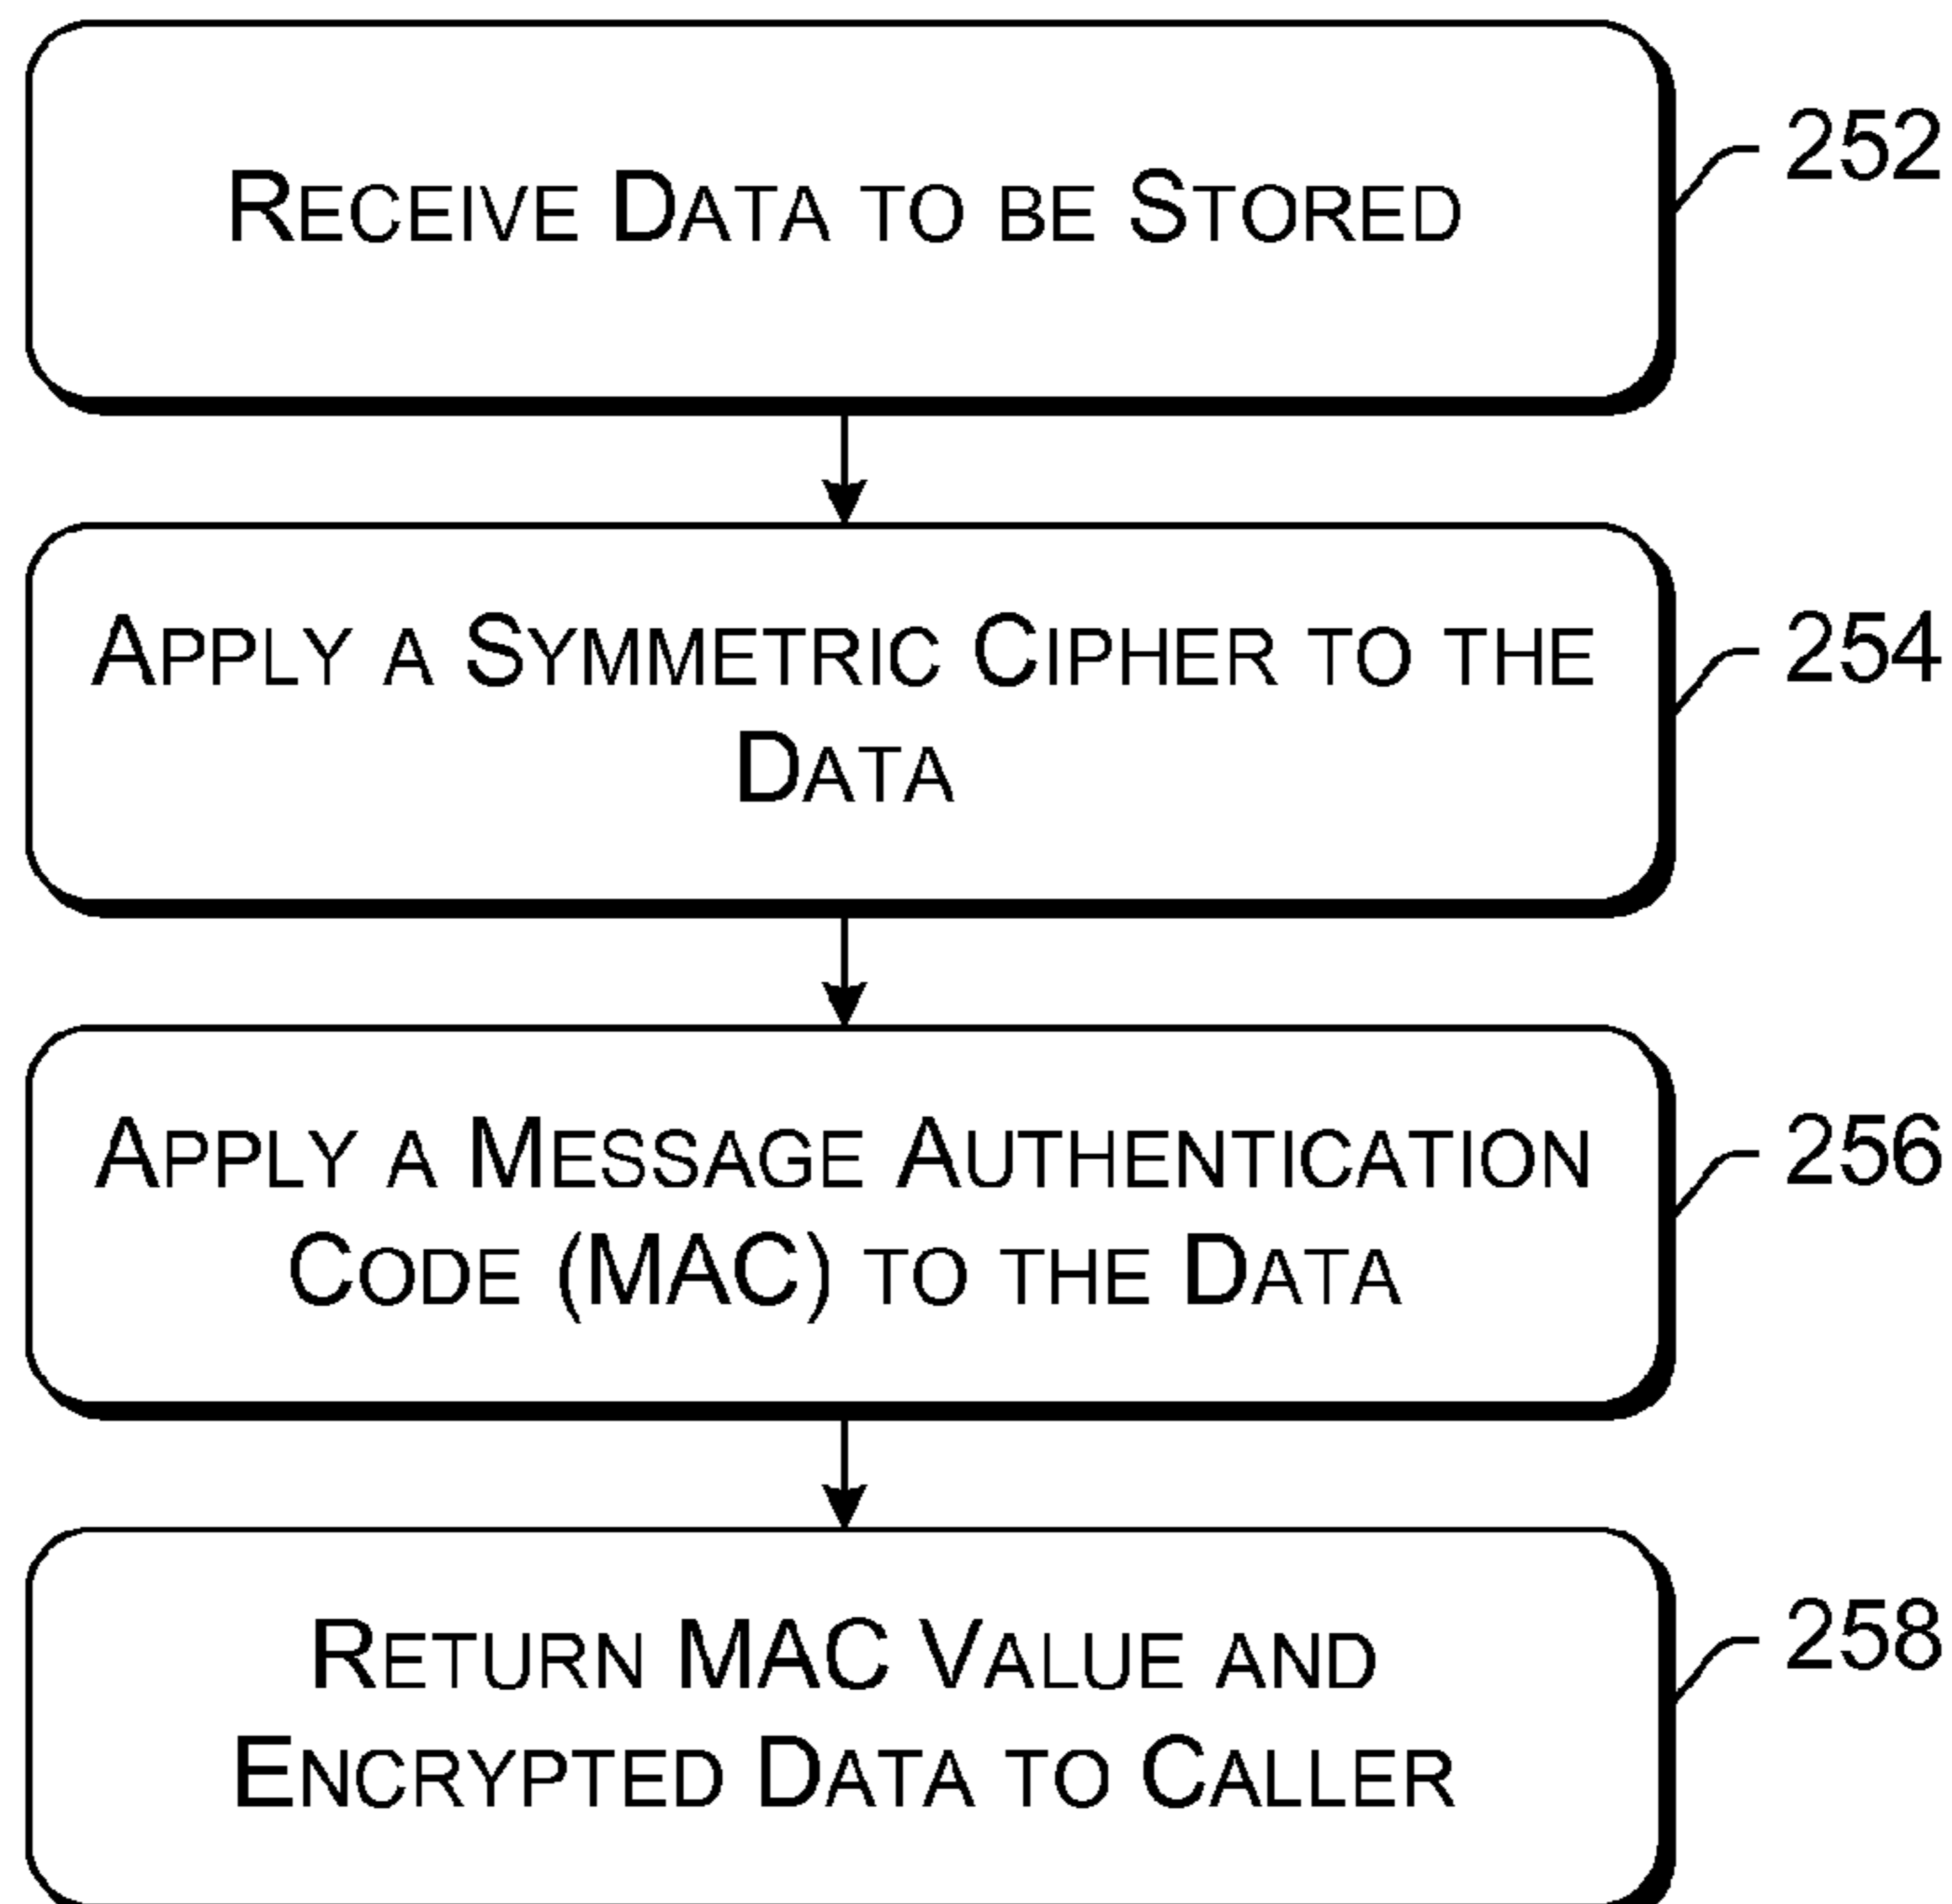 RECEIVE DATA TO BE STORED
252
APPLY A SYMMETRIC CIPHER TO THE
DATA
254
APPLY A MESSAGE AUTHENTICATION
CODE (MAC) TO THE DATA
256
RETURN MAC VALUE AND
ENCRYPTED DATA TO CALLER
258